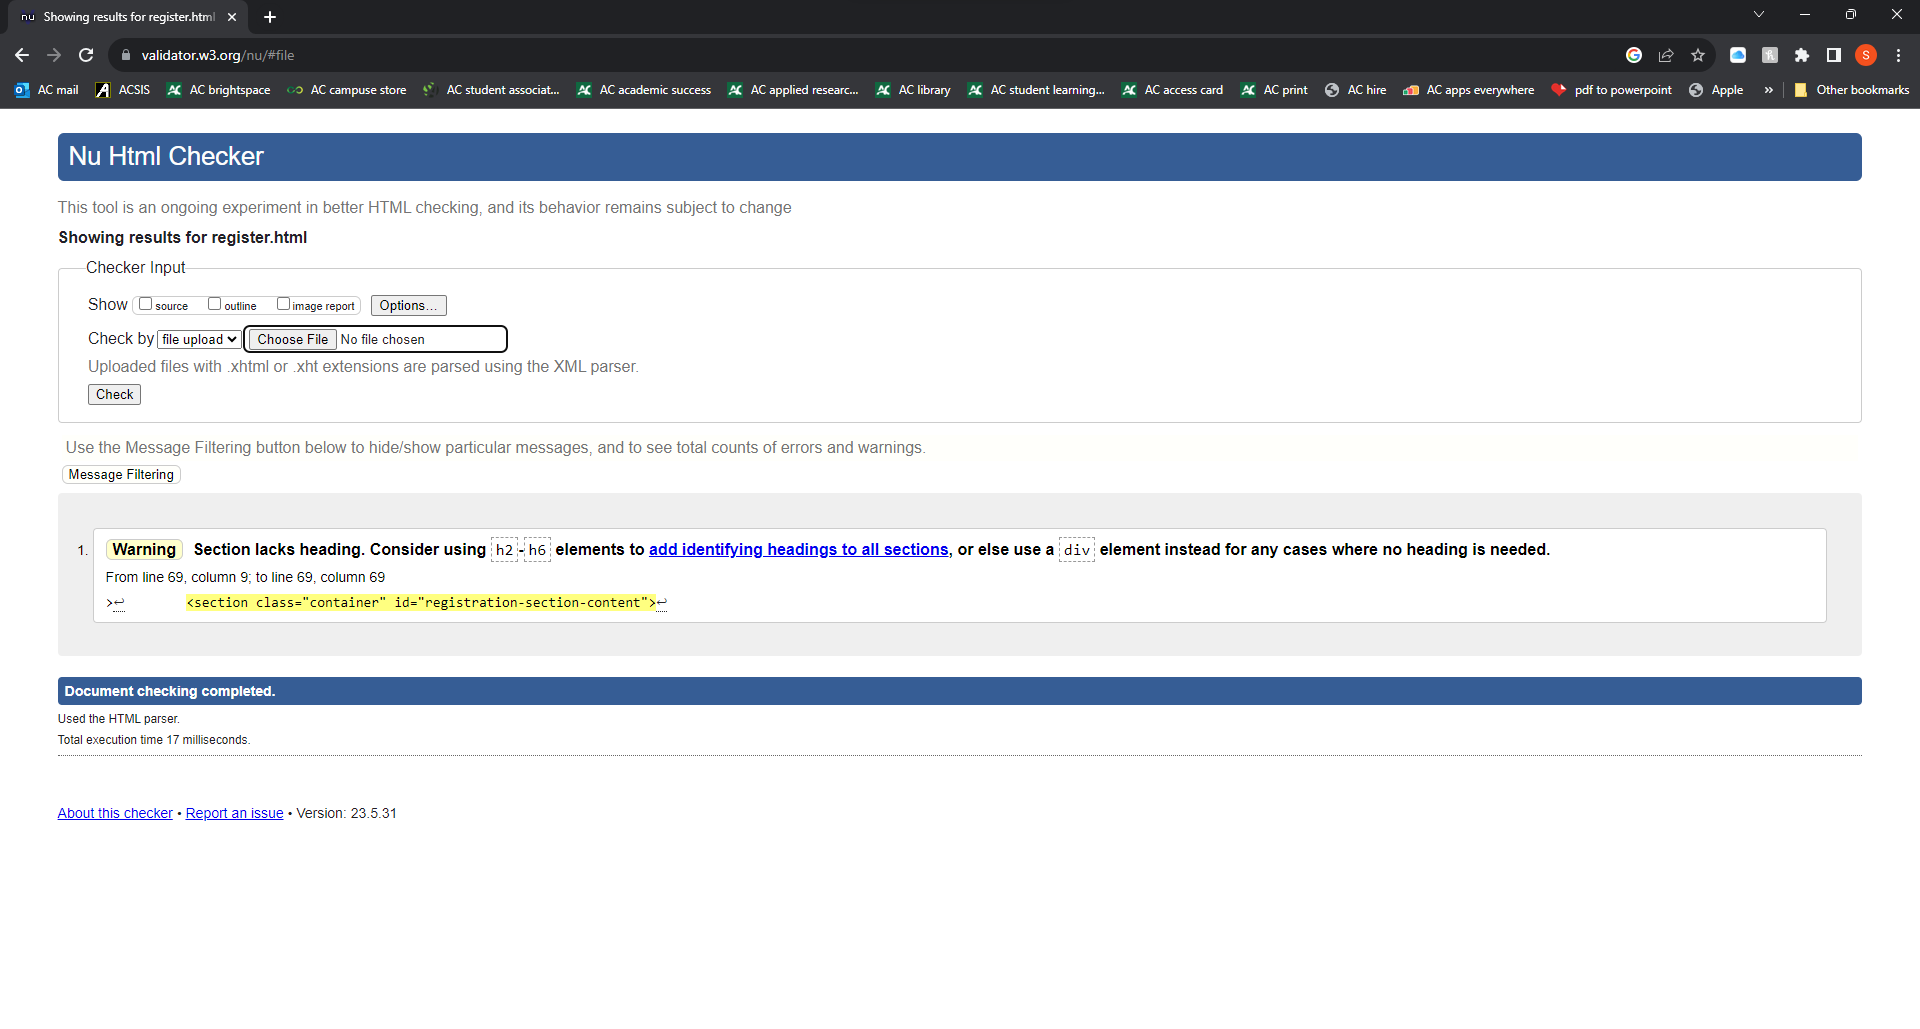 nu Showing results for register.html
validator.w3.org/nu/#file
S
AC mail ACSIS AC brightspace AC campuse store AC student associat... AC academic success AC applied researc... AC library AC student learning... AC access card AC print AC hire AC apps everywhere pdf to powerpoint Apple » Other bookmarks
Nu Html Checker
This tool is an ongoing experiment in better HTML checking, and its behavior remains subject to change
Showing results for register.html
Checker Input
Show source outline image report Options...
Check by file upload Choose File No file chosen
Uploaded files with .xhtml or .xht extensions are parsed using the XML parser.
Check
Use the Message Filtering button below to hide/show particular messages, and to see total counts of errors and warnings.
Message Filtering
1. Warning Section lacks heading. Consider using h2-h6 elements to add identifying headings to all sections, or else use a div element instead for any cases where no heading is needed.
From line 69, column 9; to line 69, column 69
>↩ <section class="container" id="registration-section-content">↩
Document checking completed.
Used the HTML parser.
Total execution time 17 milliseconds.
About this checker • Report an issue • Version: 23.5.31